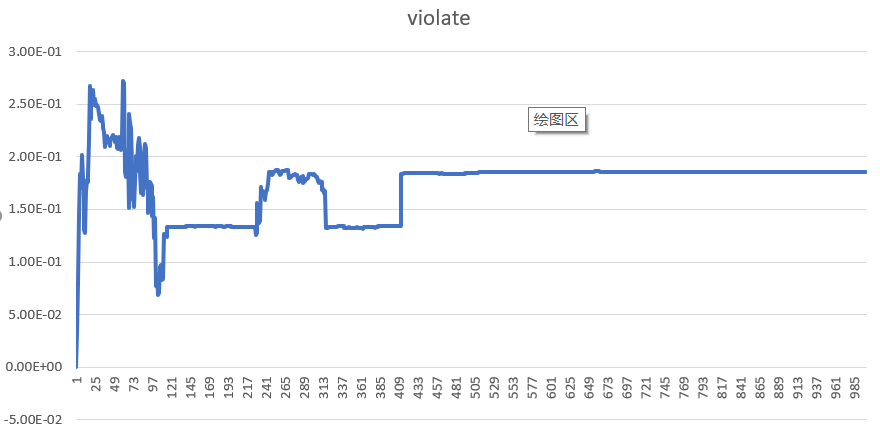 violate
3.00E-01
2.50E-01
2.00E-01
1.50E-01
1.00E-01
5.00E-02
0.00E+00
-5.00E-02
绘图区
1 25 49 73 97 121 145 169 193 217 241 265 289 313 337 361 385 409 433 457 481 505 529 553 577 601 625 649 673 697 721 745 769 793 817 841 865 889 913 937 961 985